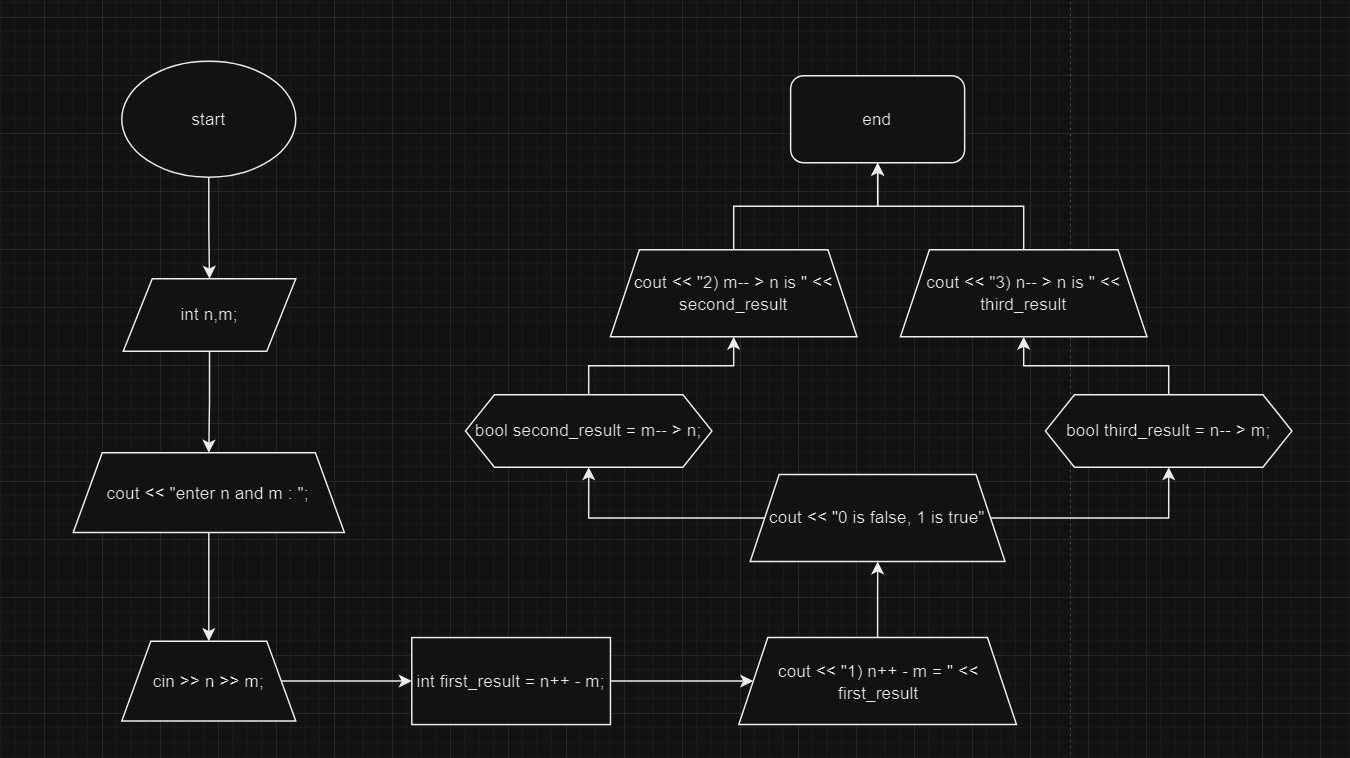 start
int n,m;
cout << "enter n and m : ";
cin >> n >> m;
int first_result = n++ - m;
cout << "1) n++ - m = " <<
first_result
cout << "0 is false, 1 is true"
bool second_result = m-- > n;
cout << "2) m-- > n is " <<
second_result
bool third_result = n-- > m;
cout << "3) n-- > n is " <<
third_result
end